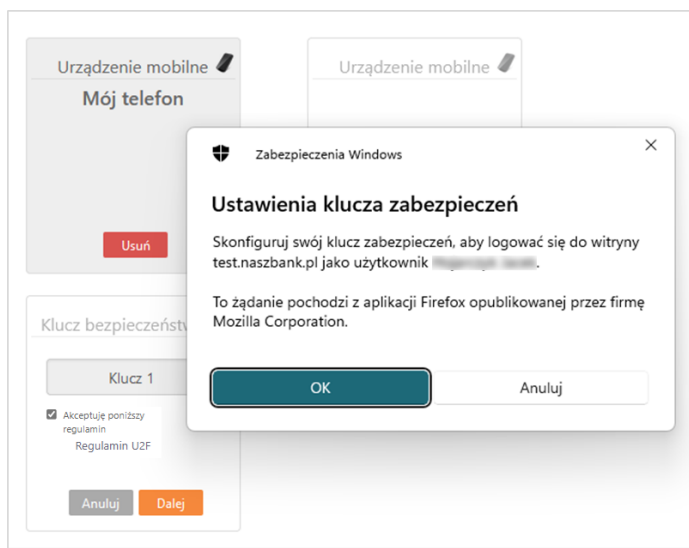 Urządzenie mobilne
Mój telefon
Usuń
Urządzenie mobilne
Zabezpieczenia Windows
Ustawienia klucza zabezpieczeń
Skonfiguruj swój klucz zabezpieczeń, aby logować się do witryny
test.naszbank.pl jako użytkownik .
To żądanie pochodzi z aplikacji Firefox opublikowanej przez firmę
Mozilla Corporation.
OK
Anuluj
Klucz
Klucz 1
Akceptuję poniższy
regulamin
Regulamin U2F
Anuluj
Dalej